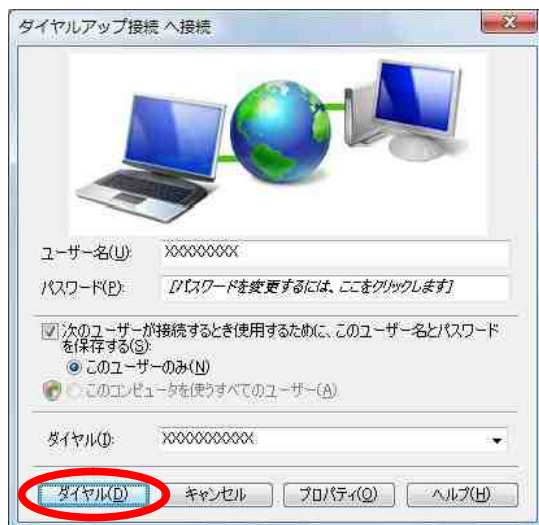 ダイヤルアップ接続 へ接続
ユーザー名(U): XXXXXXXXX
パスワード(P): [パスワードを変更するには、ここをクリックします]
次のユーザーが接続するとき使用するために、このユーザー名とパスワード
を保存する(S):
このユーザーのみ(N)
このコンピュータを使うすべてのユーザー(A)
ダイヤル(I): XXXXXXXXXXX
ダイヤル(D) キャンセル プロパティ(O) ヘルプ(H)